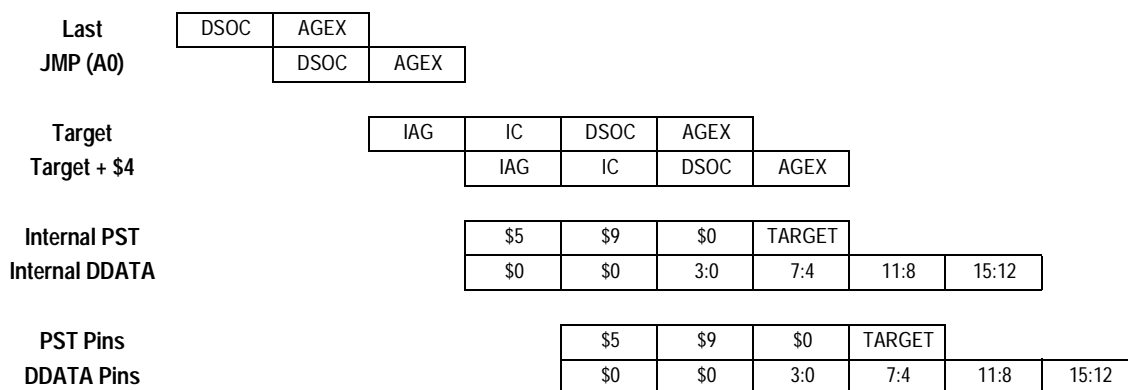 Last DSOC AGEX
JMP (A0) DSOC AGEX
Target IAG IC DSOC AGEX
Target + $4 IAG IC DSOC AGEX
Internal PST $5 $9 $0 TARGET
Internal DDATA $0 $0 3:0 7:4 11:8 15:12
PST Pins $5 $9 $0 TARGET
DDATA Pins $0 $0 3:0 7:4 11:8 15:12